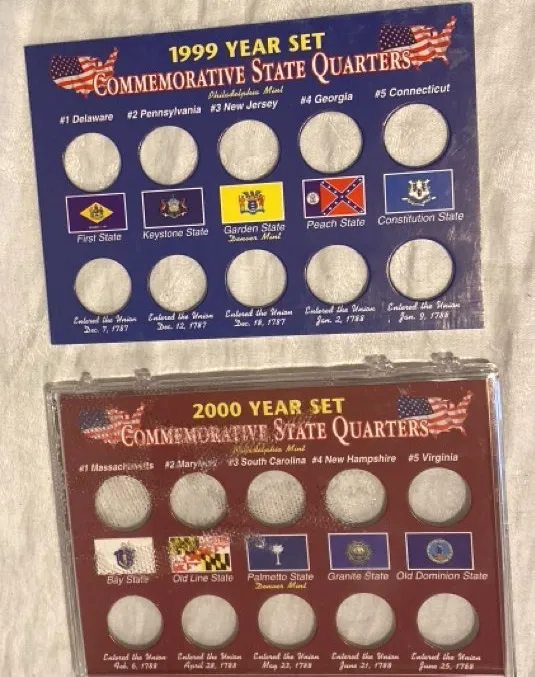 1999 YEAR SET
COMMEMORATIVE STATE QUARTERS
Philadelphia Mint
#1 Delaware #2 Pennsylvania #3 New Jersey #4 Georgia #5 Connecticut
First State Keystone State Garden State Peach State Constitution State
Denver Mint
Entered the Union Entered the Union Entered the Union Entered the Union Entered the Union
Dec. 7, 1787 Dec. 12, 1787 Dec. 18, 1787 Jan. 2, 1788 Jan. 9, 1788
2000 YEAR SET
COMMEMORATIVE STATE QUARTERS
Philadelphia Mint
#1 Massachusetts #2 Maryland #3 South Carolina #4 New Hampshire #5 Virginia
Bay State Old Line State Palmetto State Granite State Old Dominion State
Denver Mint
Entered the Union Entered the Union Entered the Union Entered the Union Entered the Union
Feb. 6, 1788 April 28, 1788 May 23, 1788 June 21, 1788 June 25, 1788